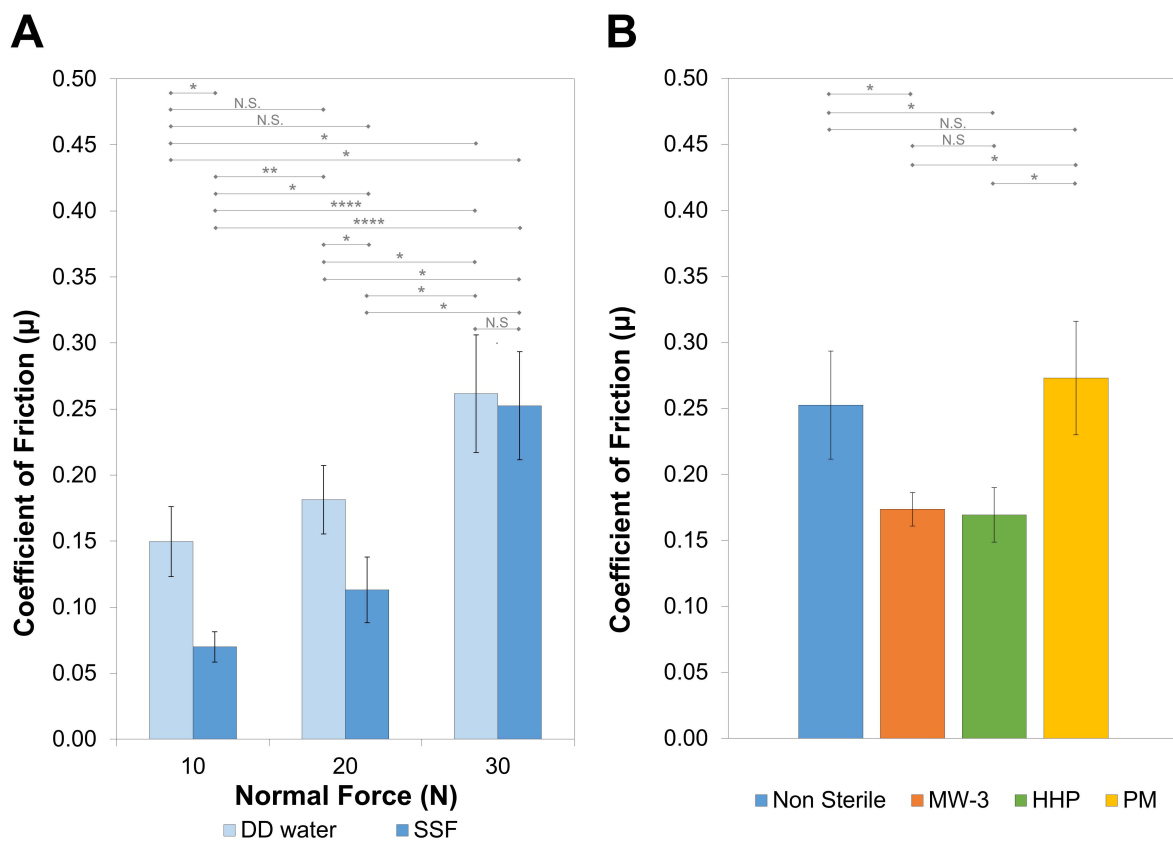 A
Coefficient of Friction (μ)
0.50
0.45
0.40
0.35
0.30
0.25
0.20
0.15
0.10
0.05
0.00
*
N.S.
N.S.
*
*
**
*
****
****
*
*
*
*
*
N.S
10 20 30
Normal Force (N)
DD water SSF
B
Coefficient of Friction (μ)
0.50
0.45
0.40
0.35
0.30
0.25
0.20
0.15
0.10
0.05
0.00
*
*
N.S.
N.S
*
*
Non Sterile MW-3 HHP PM